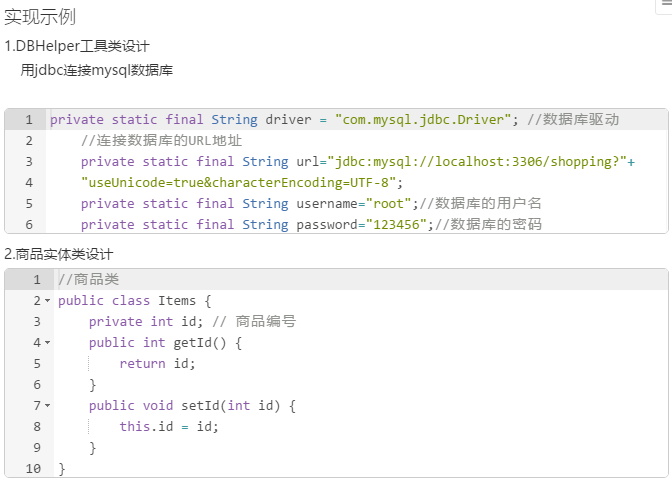 实现示例
1.DBHelper工具类设计
用jdbc连接mysql数据库
1 private static final String driver = "com.mysql.jdbc.Driver"; //数据库驱动
2 //连接数据库的URL地址
3 private static final String url="jdbc:mysql://localhost:3306/shopping?"+
4 "useUnicode=true&characterEncoding=UTF-8";
5 private static final String username="root";//数据库的用户名
6 private static final String password="123456";//数据库的密码
2.商品实体类设计
1 //商品类
2 public class Items {
3 private int id; // 商品编号
4 public int getId() {
5 return id;
6 }
7 public void setId(int id) {
8 this.id = id;
9 }
10 }